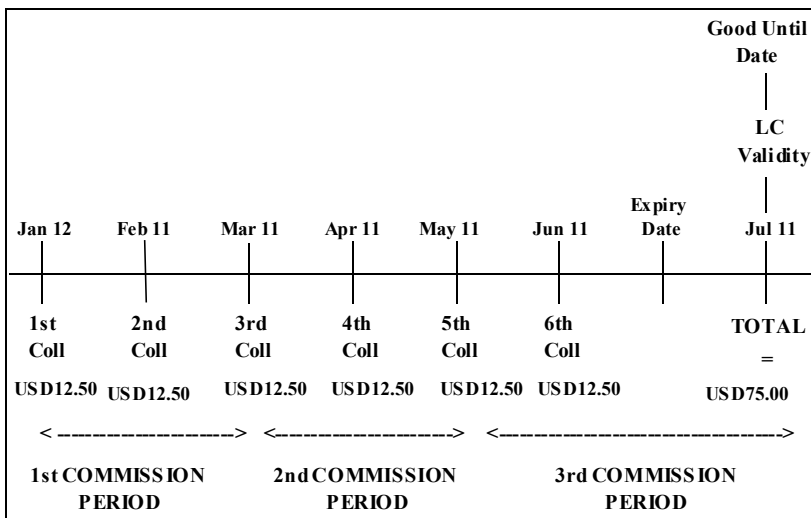 Good Until
Date
LC
Validity
Expiry
Date
Jan 12 Feb 11 Mar 11 Apr 11 May 11 Jun 11 Jul 11
1st 2nd 3rd 4th 5th 6th TOTAL
Coll Coll Coll Coll Coll Coll =
USD12.50 USD12.50 USD12.50 USD12.50 USD12.50 USD12.50 USD75.00
1st COMMISSION 2nd COMMISSION 3rd COMMISSION
PERIOD PERIOD PERIOD